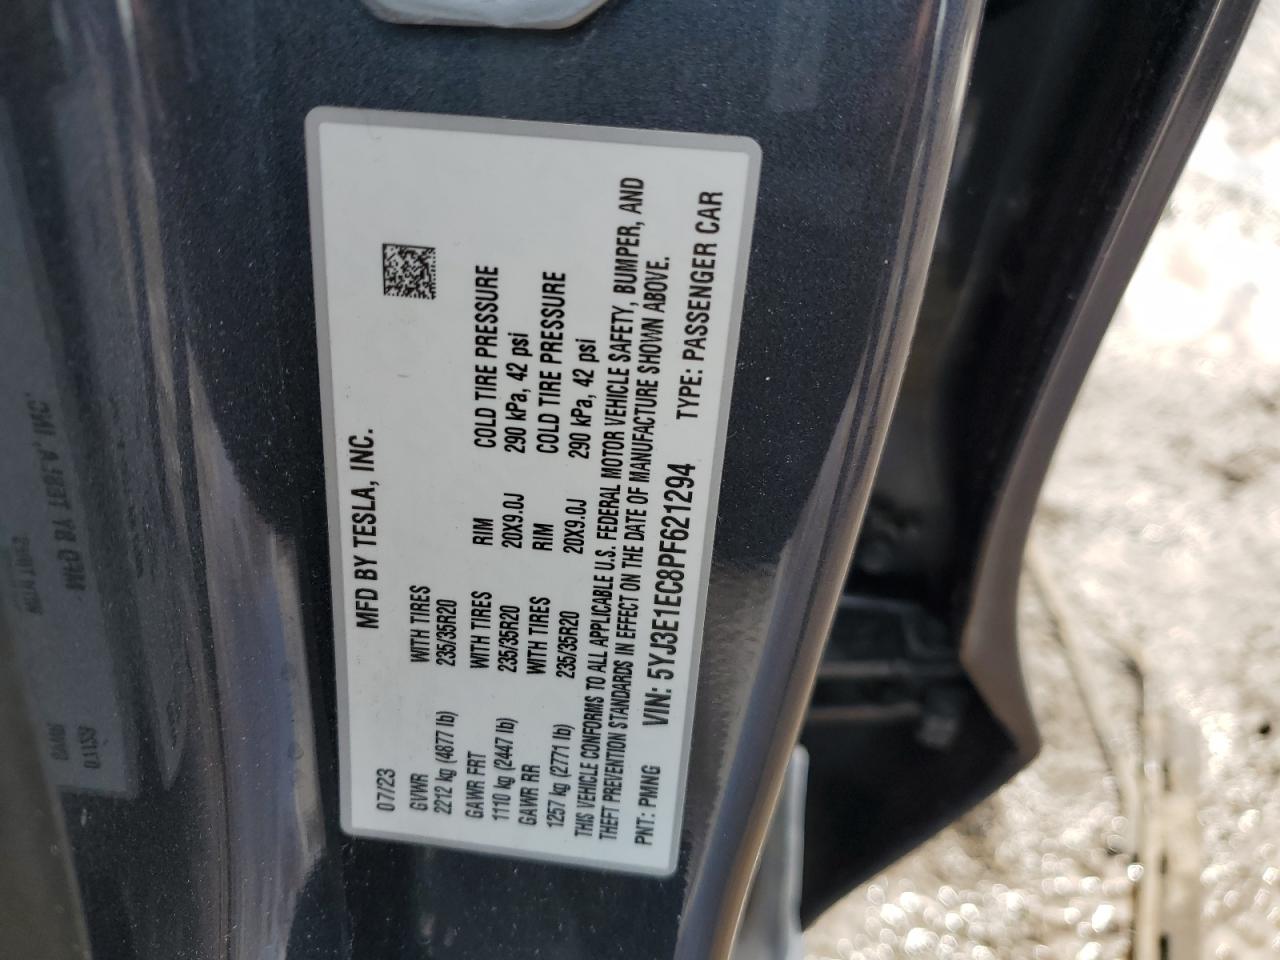 MFD BY TESLA, INC.
07/23
GVWR WITH TIRES
2212 kg (4877 lb) 235/35R20
GAWR FRT WITH TIRES RIM COLD TIRE PRESSURE
1110 kg (2447 lb) 235/35R20 20X9.0J 290 kPa, 42 psi
GAWR RR WITH TIRES RIM COLD TIRE PRESSURE
1257 kg (2771 lb) 235/35R20 20X9.0J 290 kPa, 42 psi
THIS VEHICLE CONFORMS TO ALL APPLICABLE U.S. FEDERAL MOTOR VEHICLE SAFETY, BUMPER, AND
THEFT PREVENTION STANDARDS IN EFFECT ON THE DATE OF MANUFACTURE SHOWN ABOVE.
PNT: PMNG VIN: 5YJ3E1EC8PF621294 TYPE: PASSENGER CAR